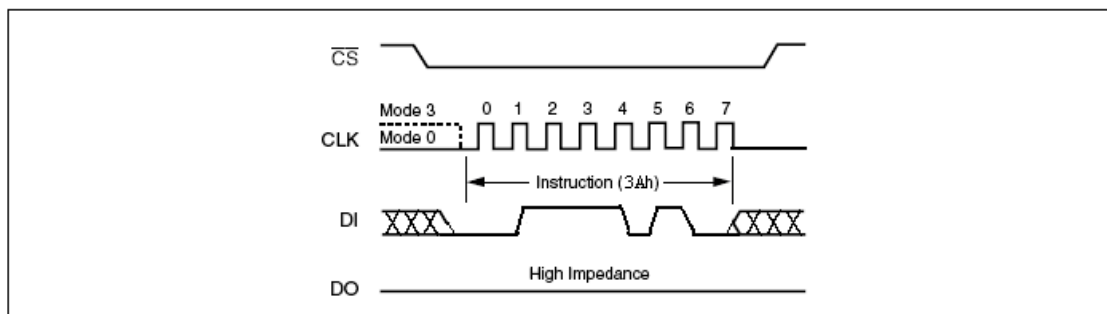 CS
Mode 3
0 1 2 3 4 5 6 7
CLK
Mode 0
Instruction (3Ah)
DI
High Impedance
DO